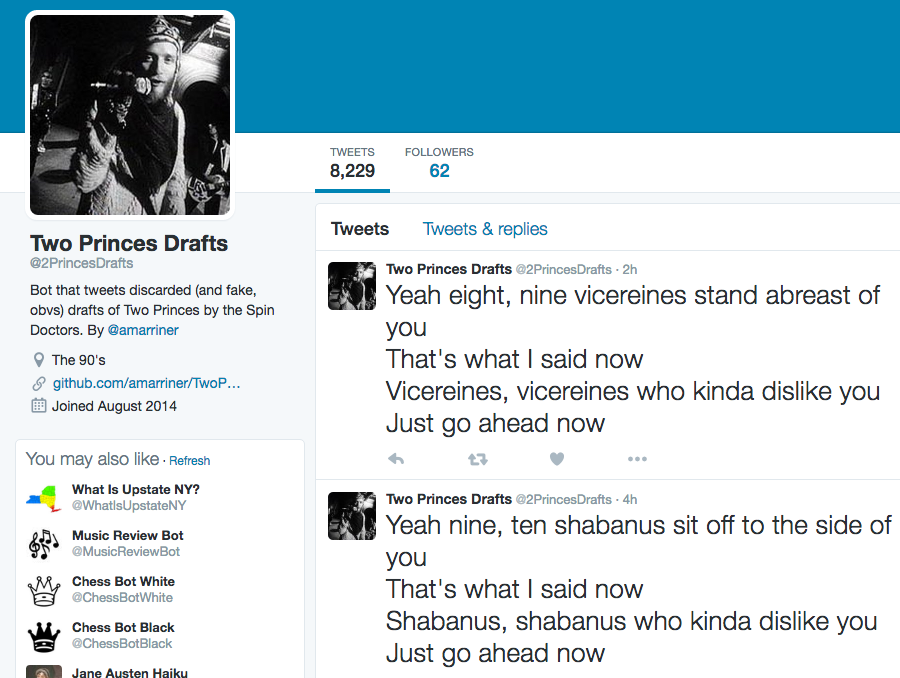 TWEETS
8,229
FOLLOWERS
62
Two Princes Drafts
@2PrincesDrafts
Bot that tweets discarded (and fake,
obvs) drafts of Two Princes by the Spin
Doctors. By @amarriner
The 90's
github.com/amarriner/TwoP...
Joined August 2014
You may also like · Refresh
What Is Upstate NY?
@WhatIsUpstateNY
Music Review Bot
@MusicReviewBot
Chess Bot White
@ChessBotWhite
Chess Bot Black
@ChessBotBlack
Jane Austen Haiku
Tweets Tweets & replies
Two Princes Drafts @2PrincesDrafts · 2h
Yeah eight, nine vicereines stand abreast of
you
That's what I said now
Vicereines, vicereines who kinda dislike you
Just go ahead now
Two Princes Drafts @2PrincesDrafts · 4h
Yeah nine, ten shabanus sit off to the side of
you
That's what I said now
Shabanus, shabanus who kinda dislike you
Just go ahead now